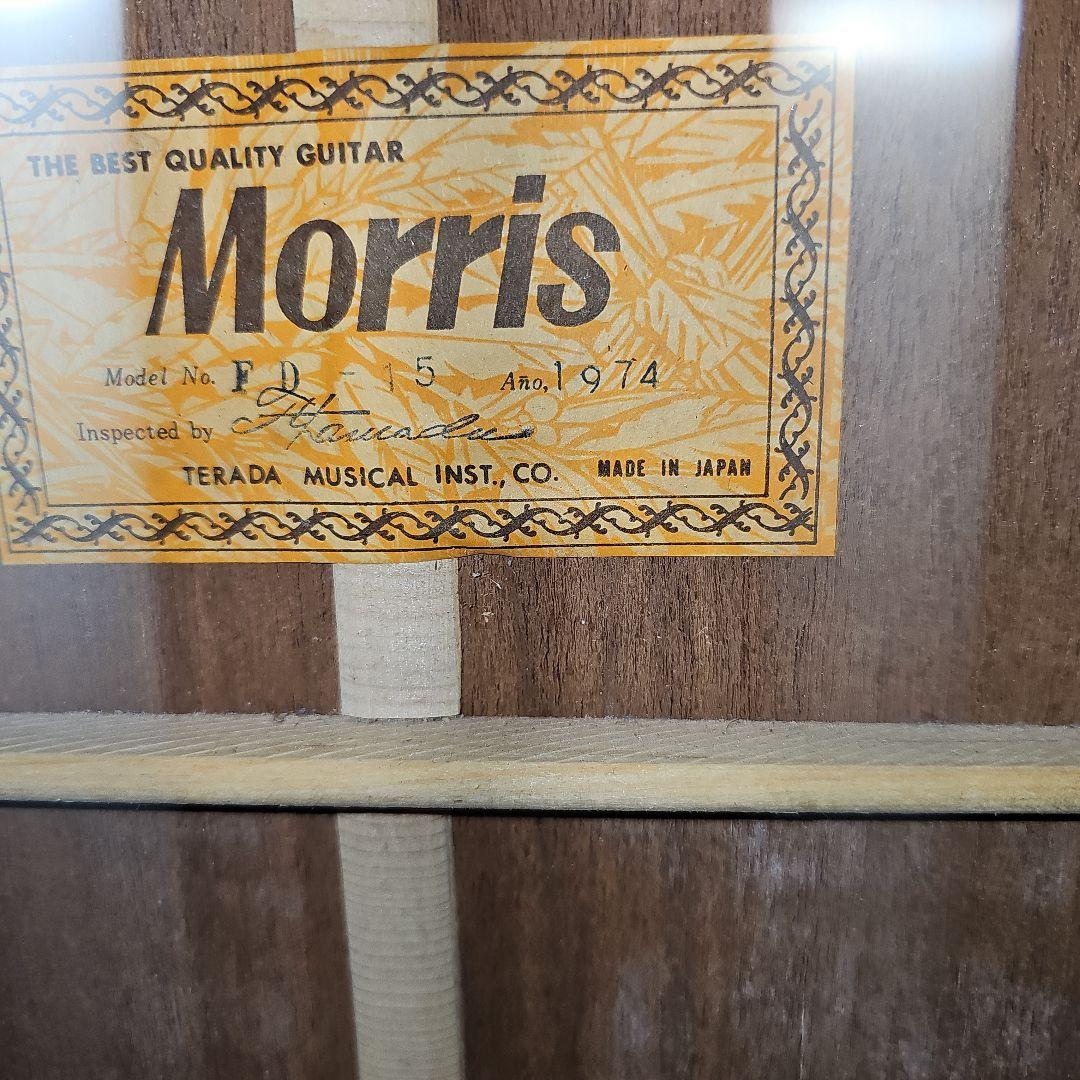 THE BEST QUALITY GUITAR
Morris
Model No. FD-15 Año, 1974
Inspected by
TERADA MUSICAL INST., CO. MADE IN JAPAN